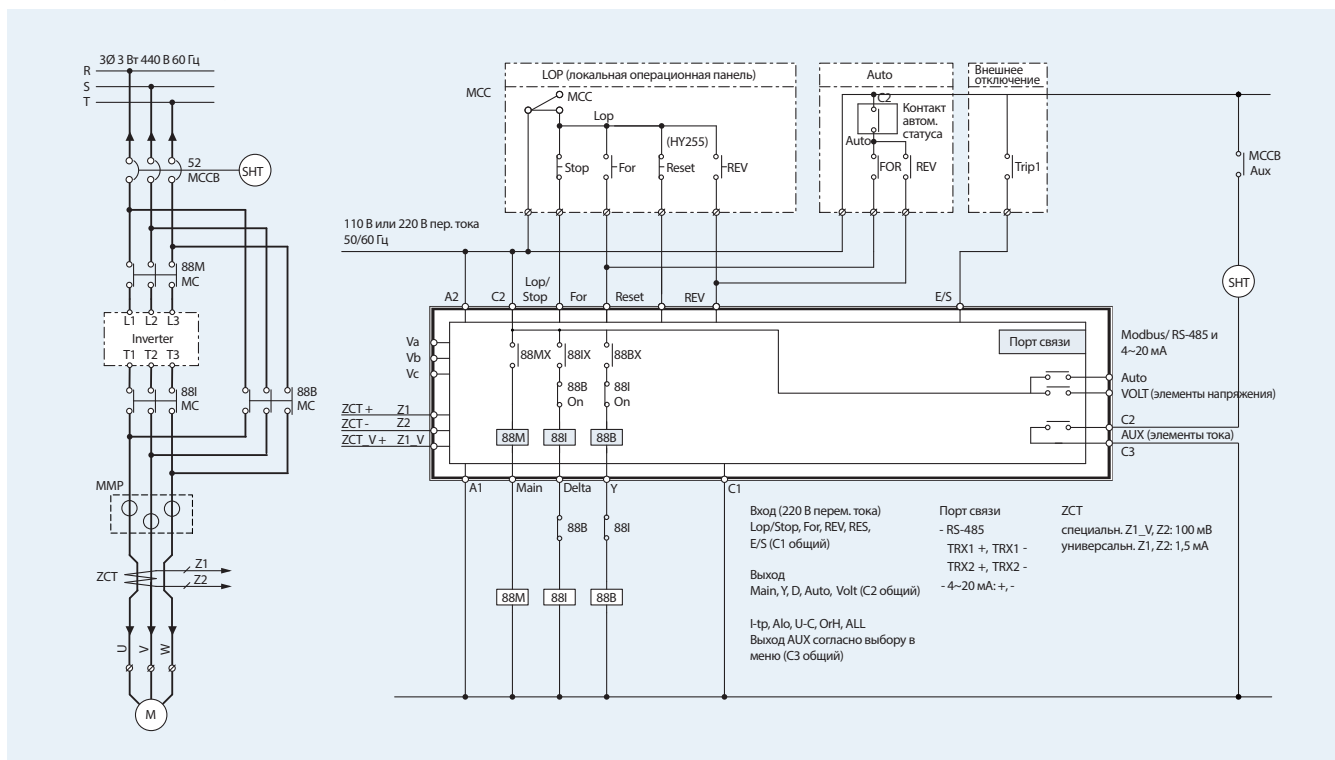 3Ø 3 Вт 440 В 60 Гц
R
S
T
52
MCCB
SHT
88M
MC
L1 L2 L3
Inverter
T1 T2 T3
88I
MC
88B
MC
MMP
ZCT
Z1
Z2
U
V
W
M
LOP (локальная операционная панель)
MCC
MCC
Lop
(HY255)
Stop
For
Reset
REV
Auto
C2
Контакт
автом.
статуса
Auto
FOR
REV
Внешнее
отключение
Trip1
MCCB
Aux
SHT
110 В или 220 В пер. тока
50/60 Гц
A2
C2
Lop/
Stop
For
Reset
REV
E/S
Va
Vb
Vc
ZCT + Z1
ZCT - Z2
ZCT_V + Z1_V
88MX
88IX
88BX
88B
On
88I
On
88M
88I
88B
Порт связи
Modbus/ RS-485 и
4~20 мА
Auto
VOLT (элементы напряжения)
C2
AUX (элементы тока)
C3
A1
Main
Delta
Y
C1
88B
88I
88M
88I
88B
Вход (220 В перем. тока)
Lop/Stop, For, REV, RES,
E/S (C1 общий)
Выход
Main, Y, D, Auto, Volt (C2 общий)
I-tp, Alo, U-C, OrH, ALL
Выход AUX согласно выбору в
меню (C3 общий)
Порт связи
- RS-485
TRX1 +, TRX1 -
TRX2 +, TRX2 -
- 4~20 мА: +, -
ZCT
специальн. Z1_V, Z2: 100 мВ
универсальн. Z1, Z2: 1,5 мА